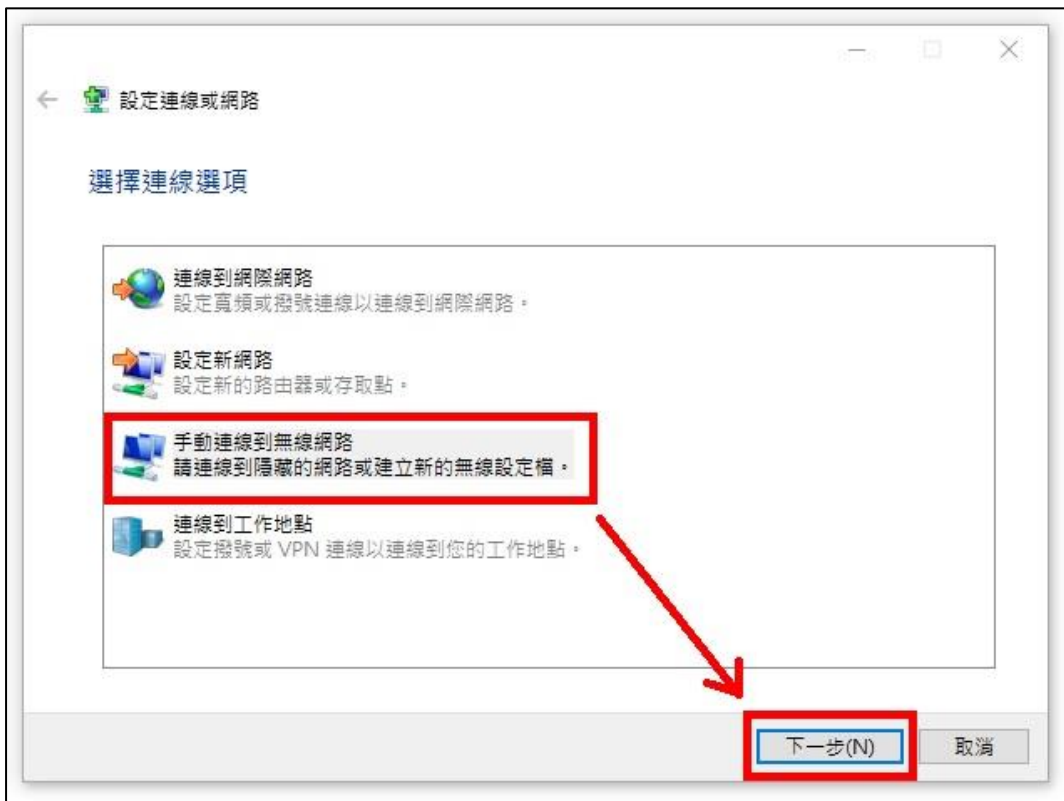 設定連線或網路
選擇連線選項
連線到網際網路
設定寬頻或撥號連線以連線到網際網路。
設定新網路
設定新的路由器或存取點。
手動連線到無線網路
請連線到隱藏的網路或建立新的無線設定檔。
連線到工作地點
設定撥號或 VPN 連線以連線到您的工作地點。
下一步(N)
取消